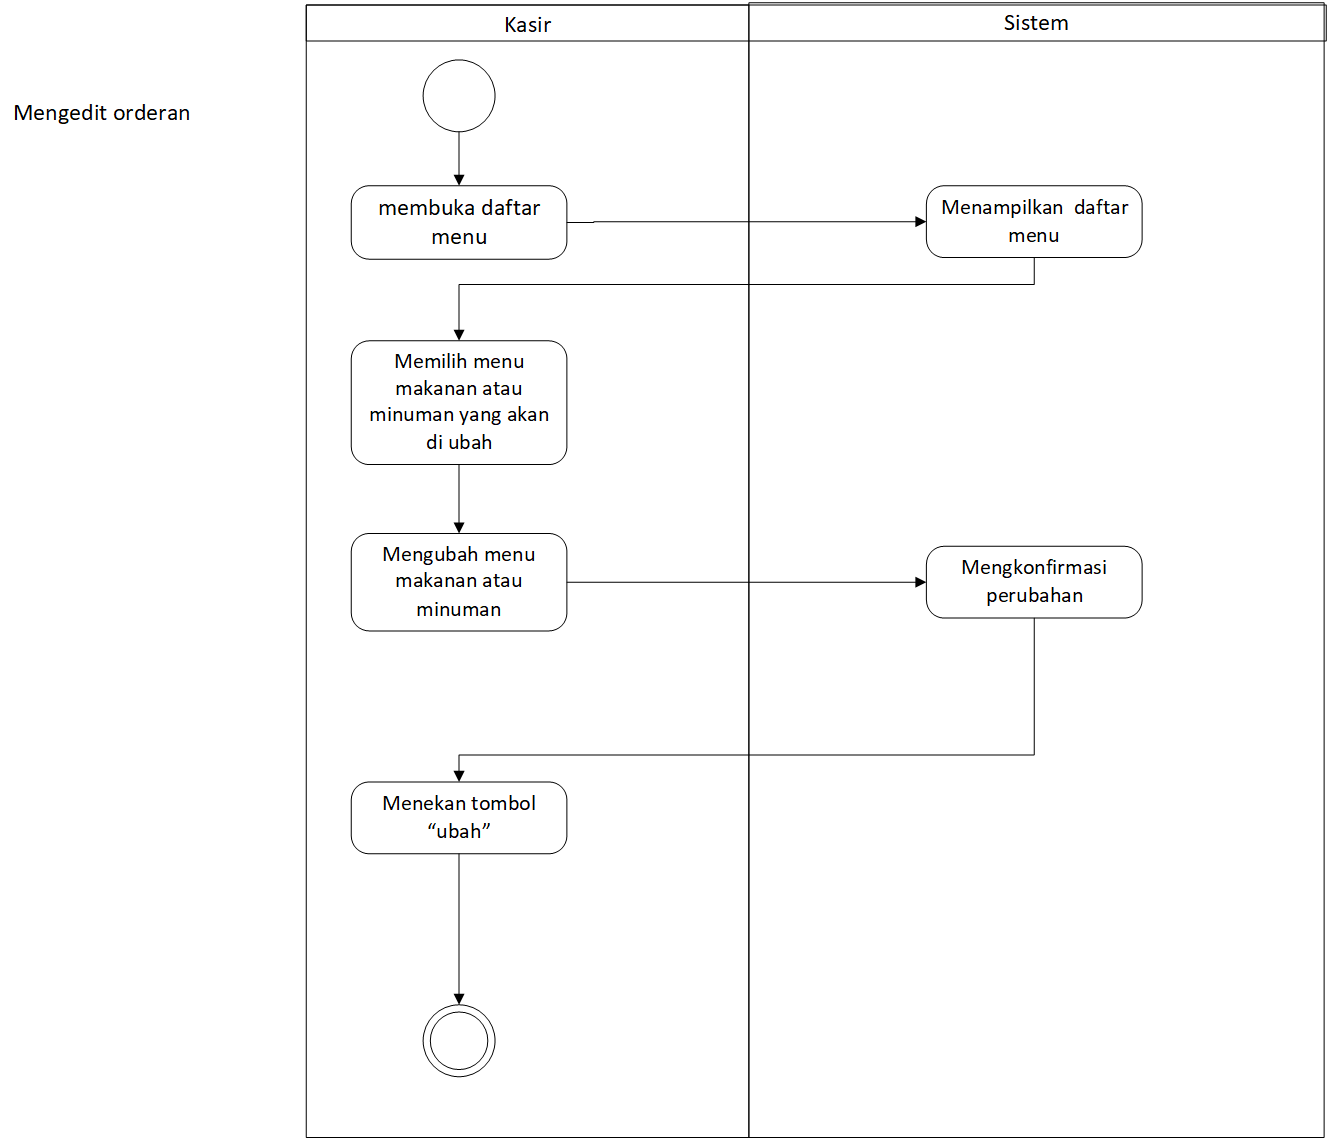 Kasir
Sistem
Mengedit orderan
membuka daftar
menu
Menampilkan  daftar
menu
Memilih menu
makanan atau
minuman yang akan
di ubah
Mengubah menu
makanan atau
minuman
Mengkonfirmasi
perubahan
Menekan tombol
“ubah”